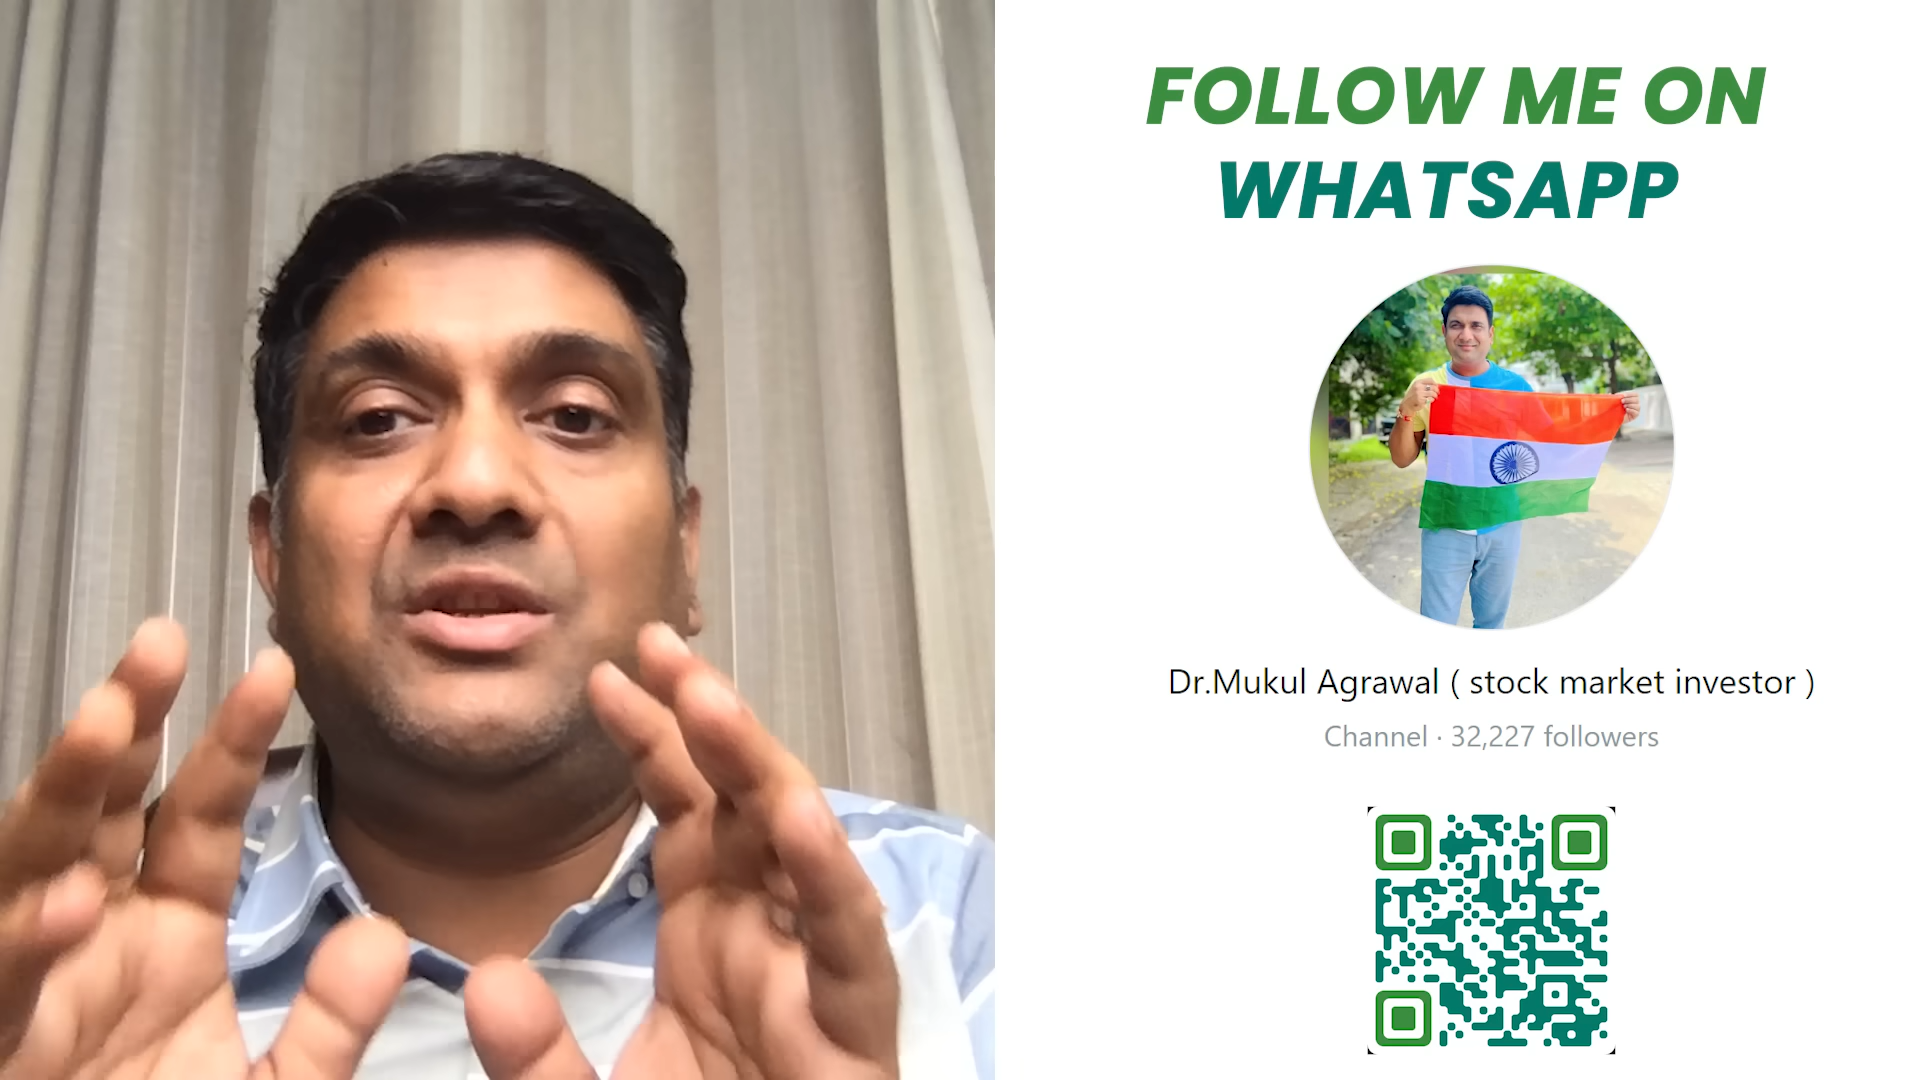 FOLLOW ME ON
WHATSAPP
Dr.Mukul Agrawal ( stock market investor )
Channel · 32,227 followers